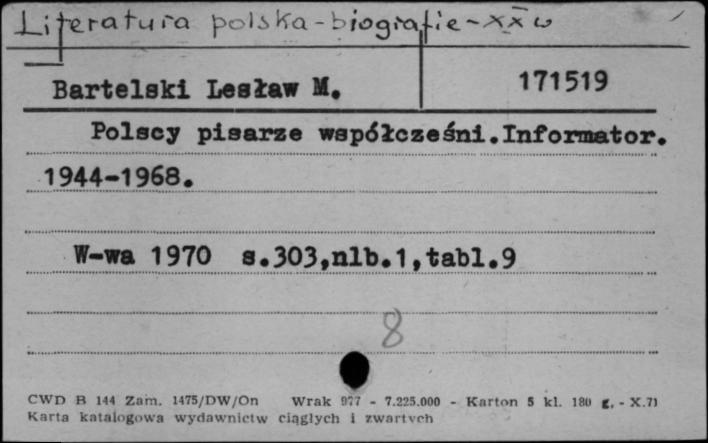 Literatura polska - biografie - XX w
Bartelski Lesław M.
171519
Polscy pisarze współcześni.Informator.
1944-1968.
W-wa 1970 s.303,nlb.1,tabl.9
8
CWD B 144 Zam. 1475/DW/On Wrak 977 - 7.225.000 - Karton 5 kl. 180 g. - X.71
Karta katalogowa wydawnictw ciągłych i zwartych